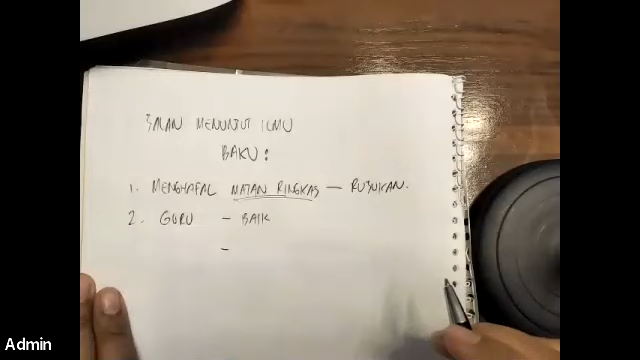 JALAN MENUNTUT ILMU
BAKU :
1. MENGHAFAL MATAN RINGKAS — RUJUKAN.
2. GURU - BAIK
-
Admin